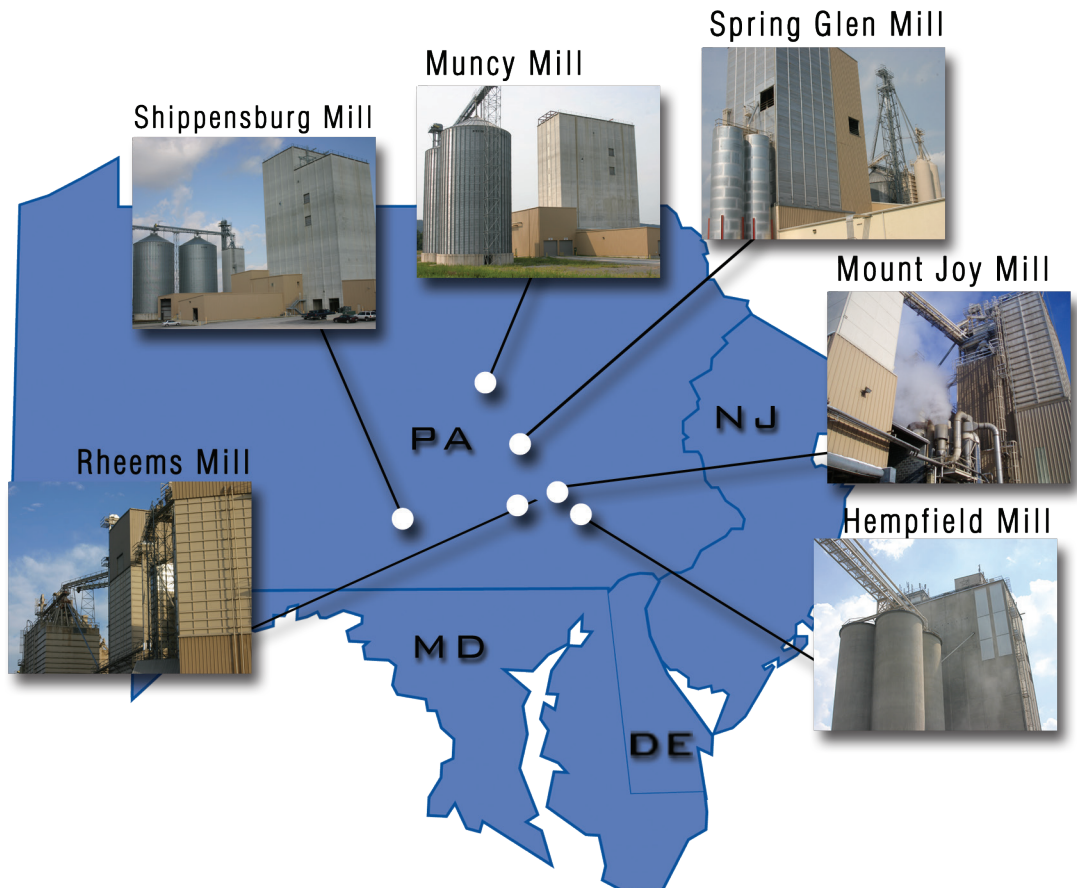 Spring Glen Mill
Muncy Mill
Shippensburg Mill
Mount Joy Mill
PA
NJ
Rheems Mill
Hempfield Mill
MD
DE